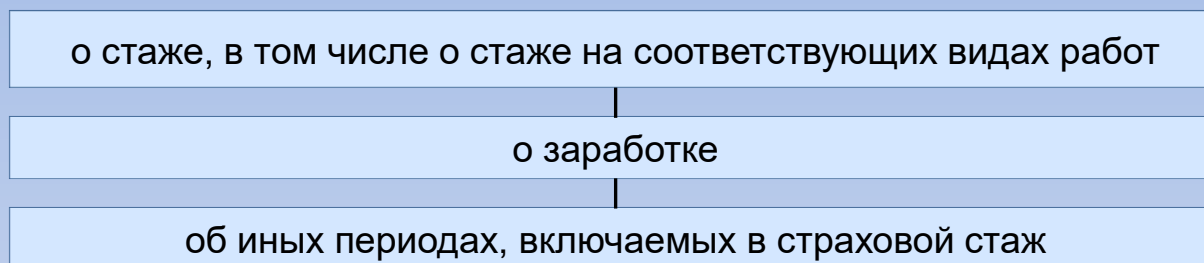 о стаже, в том числе о стаже на соответствующих видах работ
о заработке
об иных периодах, включаемых в страховой стаж